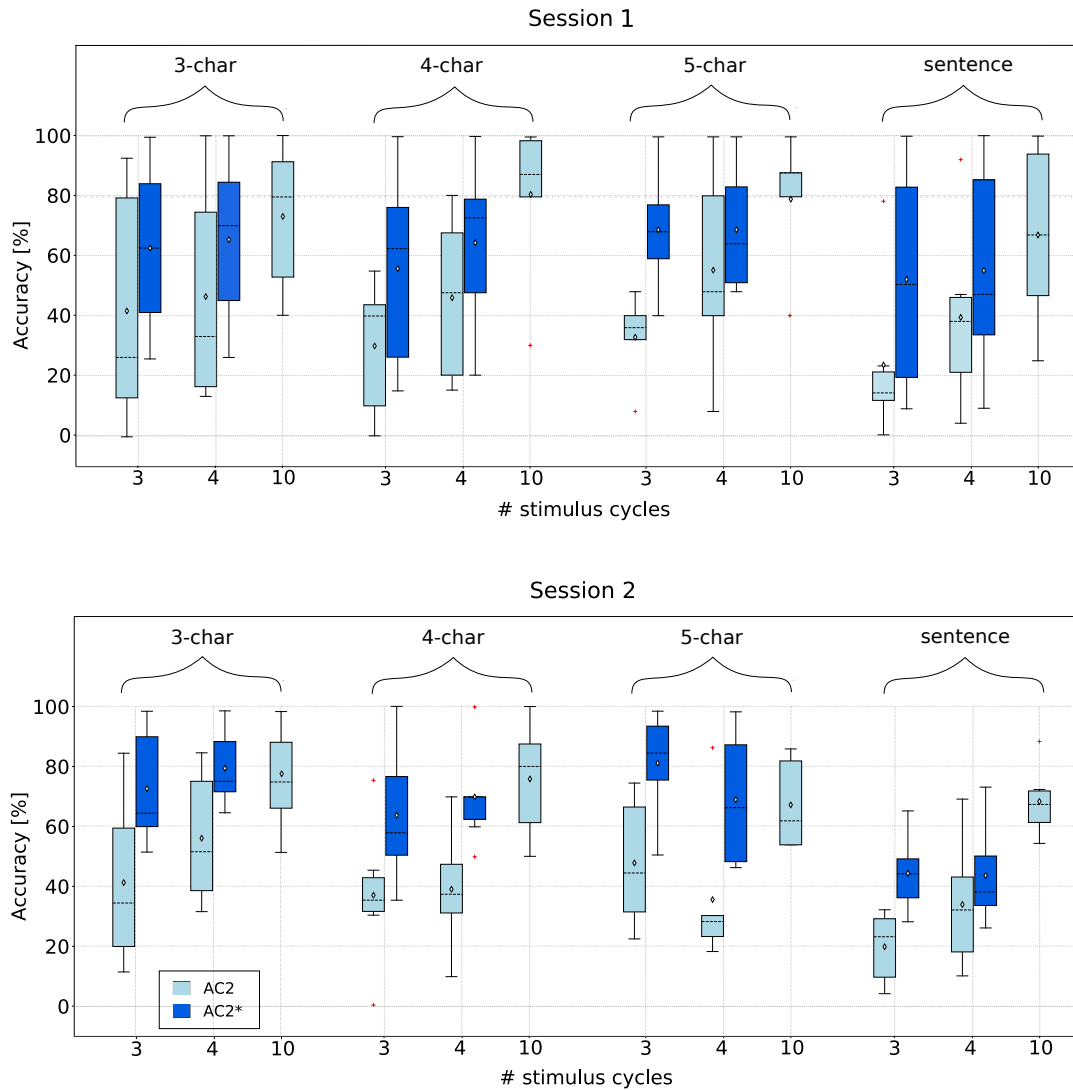 Session 1
3-char 4-char 5-char sentence
100
80
60
40
20
0
Accuracy [%]
3 4 10 3 4 10 3 4 10 3 4 10
# stimulus cycles
Session 2
3-char 4-char 5-char sentence
100
80
60
40
20
0
Accuracy [%]
AC2
AC2*
3 4 10 3 4 10 3 4 10 3 4 10
# stimulus cycles